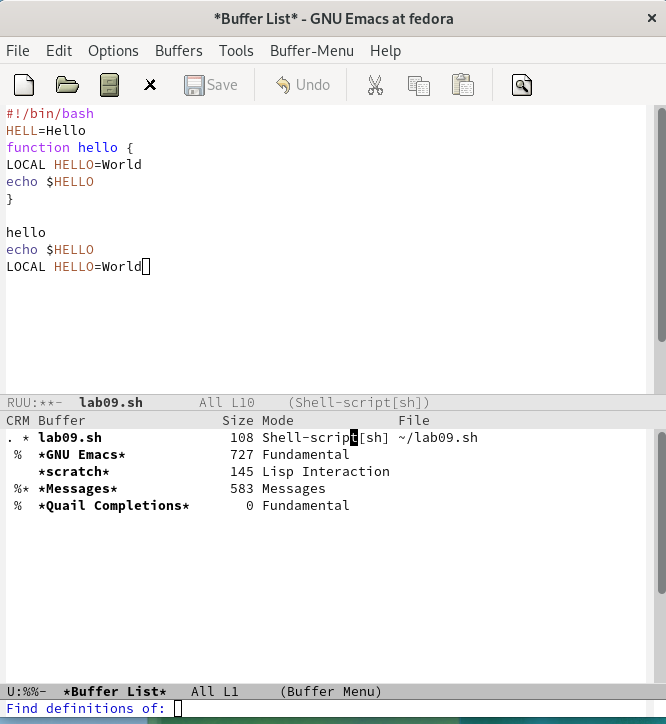 *Buffer List* - GNU Emacs at fedora
File Edit Options Buffers Tools Buffer-Menu Help
Save Undo
#!/bin/bash
HELL=Hello
function hello {
LOCAL HELLO=World
echo $HELLO
}
hello
echo $HELLO
LOCAL HELLO=World
RUU:**- lab09.sh All L10 (Shell-script[sh])
CRM Buffer Size Mode File
. * lab09.sh 108 Shell-script[sh] ~/lab09.sh
% *GNU Emacs* 727 Fundamental
*scratch* 145 Lisp Interaction
%* *Messages* 583 Messages
% *Quail Completions* 0 Fundamental
U:%%- *Buffer List* All L1 (Buffer Menu)
Find definitions of: